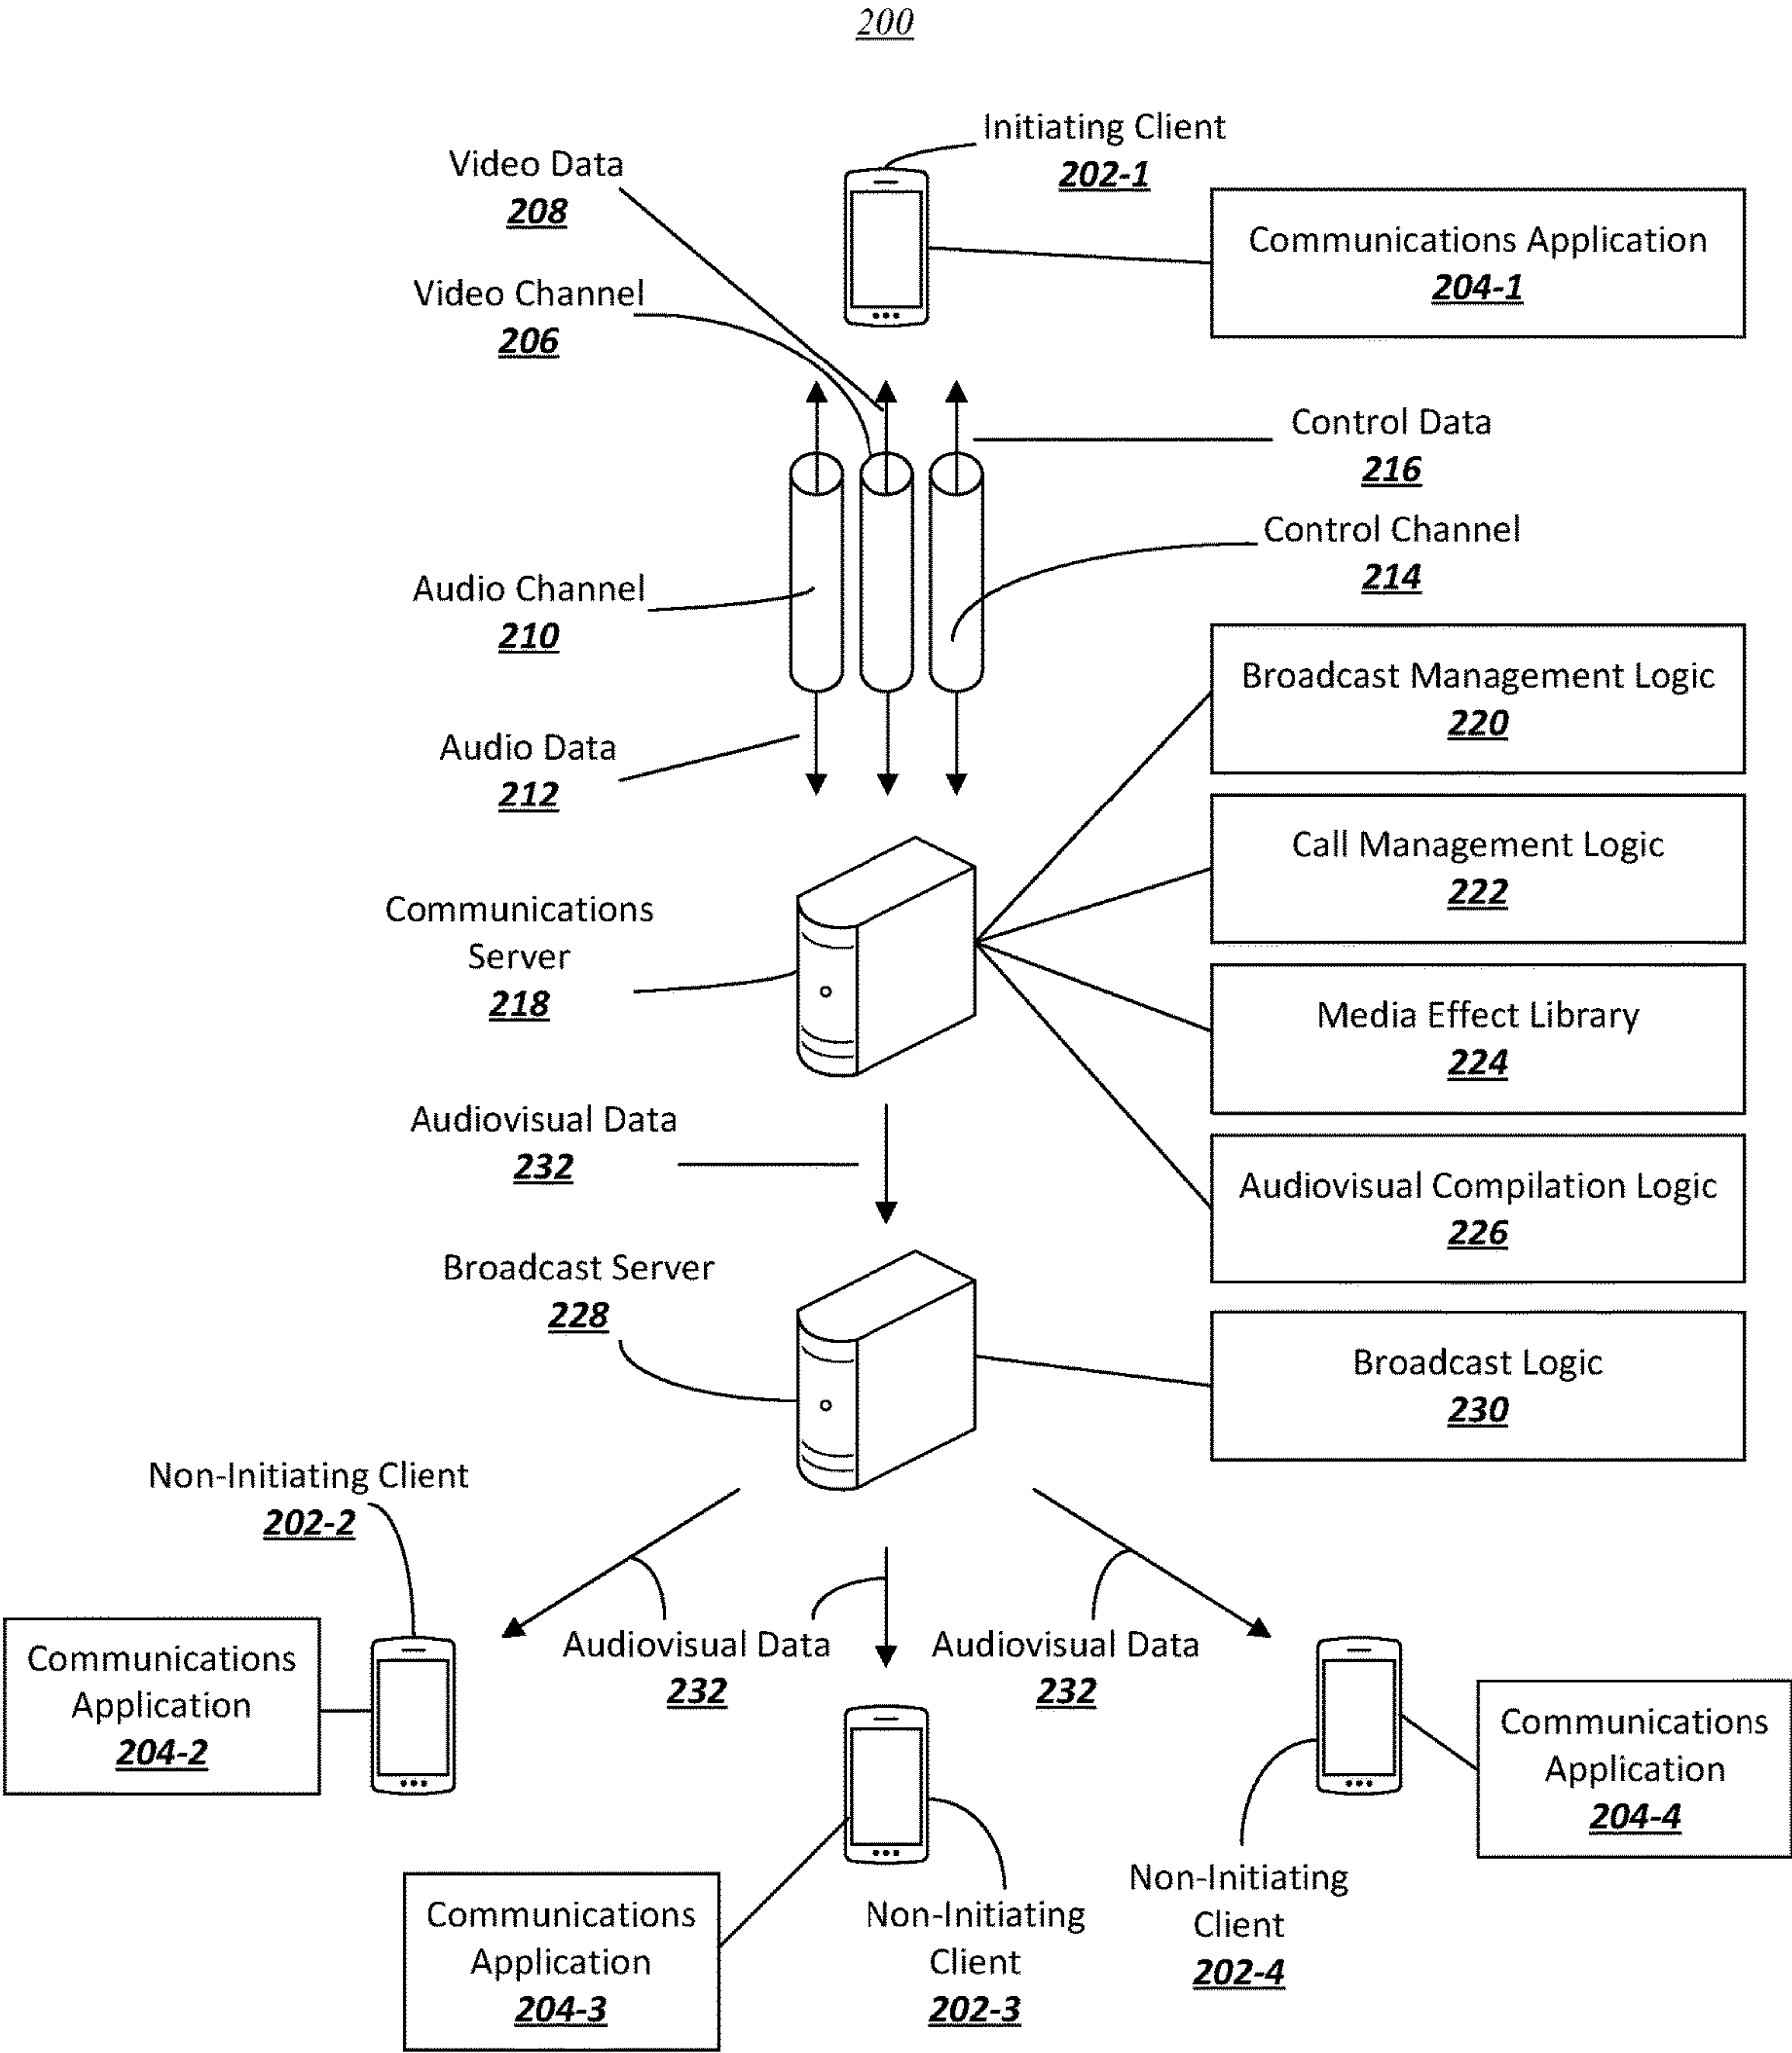 200
Initiating Client
202-1
Video Data
208
Communications Application
204-1
Video Channel
206
Control Data
216
Control Channel
214
Audio Channel
210
Broadcast Management Logic
220
Audio Data
212
Call Management Logic
222
Communications
Server
218
Media Effect Library
224
Audiovisual Data
232
Audiovisual Compilation Logic
226
Broadcast Server
228
Broadcast Logic
230
Non-Initiating Client
202-2
Communications
Application
204-2
Audiovisual Data
232
Audiovisual Data
232
Communications
Application
204-4
Communications
Application
204-3
Non-Initiating
Client
202-3
Non-Initiating
Client
202-4